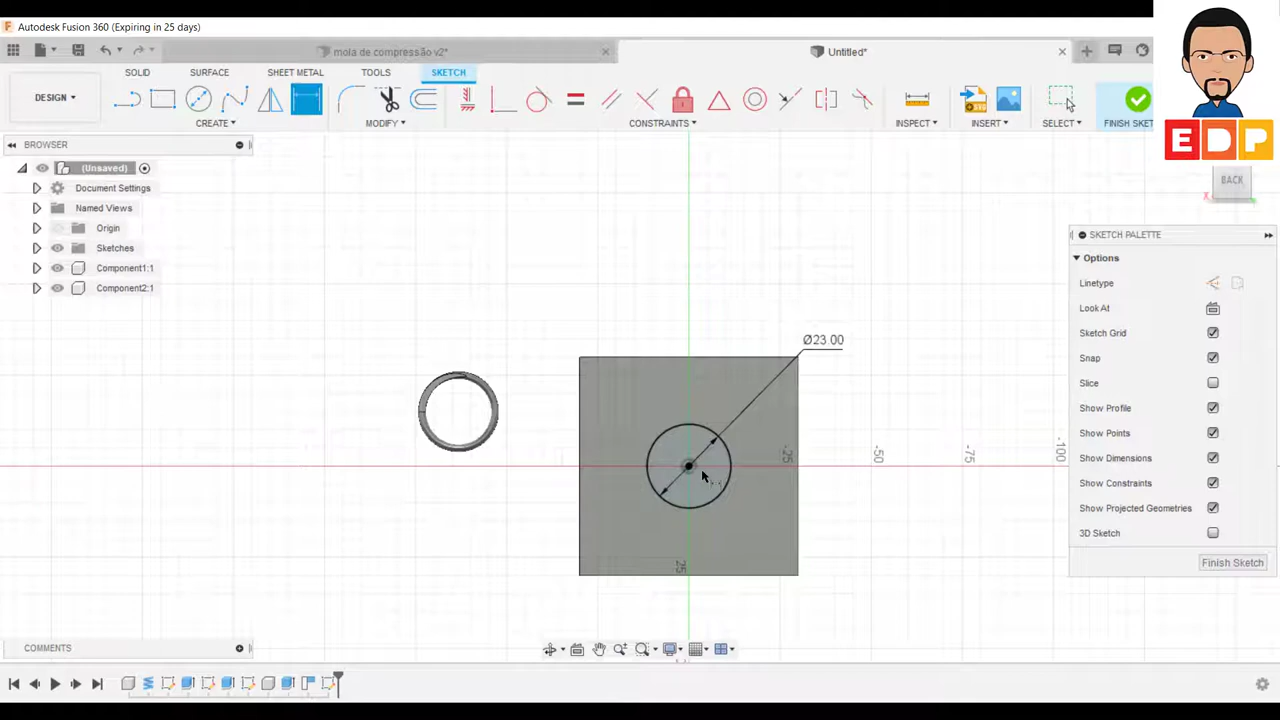 Autodesk Fusion 360 (Expiring in 25 days)
mola de compressão v2*
Untitled*
SOLID SURFACE SHEET METAL TOOLS SKETCH
DESIGN
CREATE MODIFY CONSTRAINTS INSPECT INSERT SELECT FINISH SKET
EDP
BROWSER
(Unsaved)
Document Settings
Named Views
Origin
Sketches
Component1:1
Component2:1
BACK
X
SKETCH PALETTE
Options
Linetype
Look At
Sketch Grid
Snap
Slice
Show Profile
Show Points
Show Dimensions
Show Constraints
Show Projected Geometries
3D Sketch
Finish Sketch
Ø23.00
-25
-50
-75
-100
25
COMMENTS